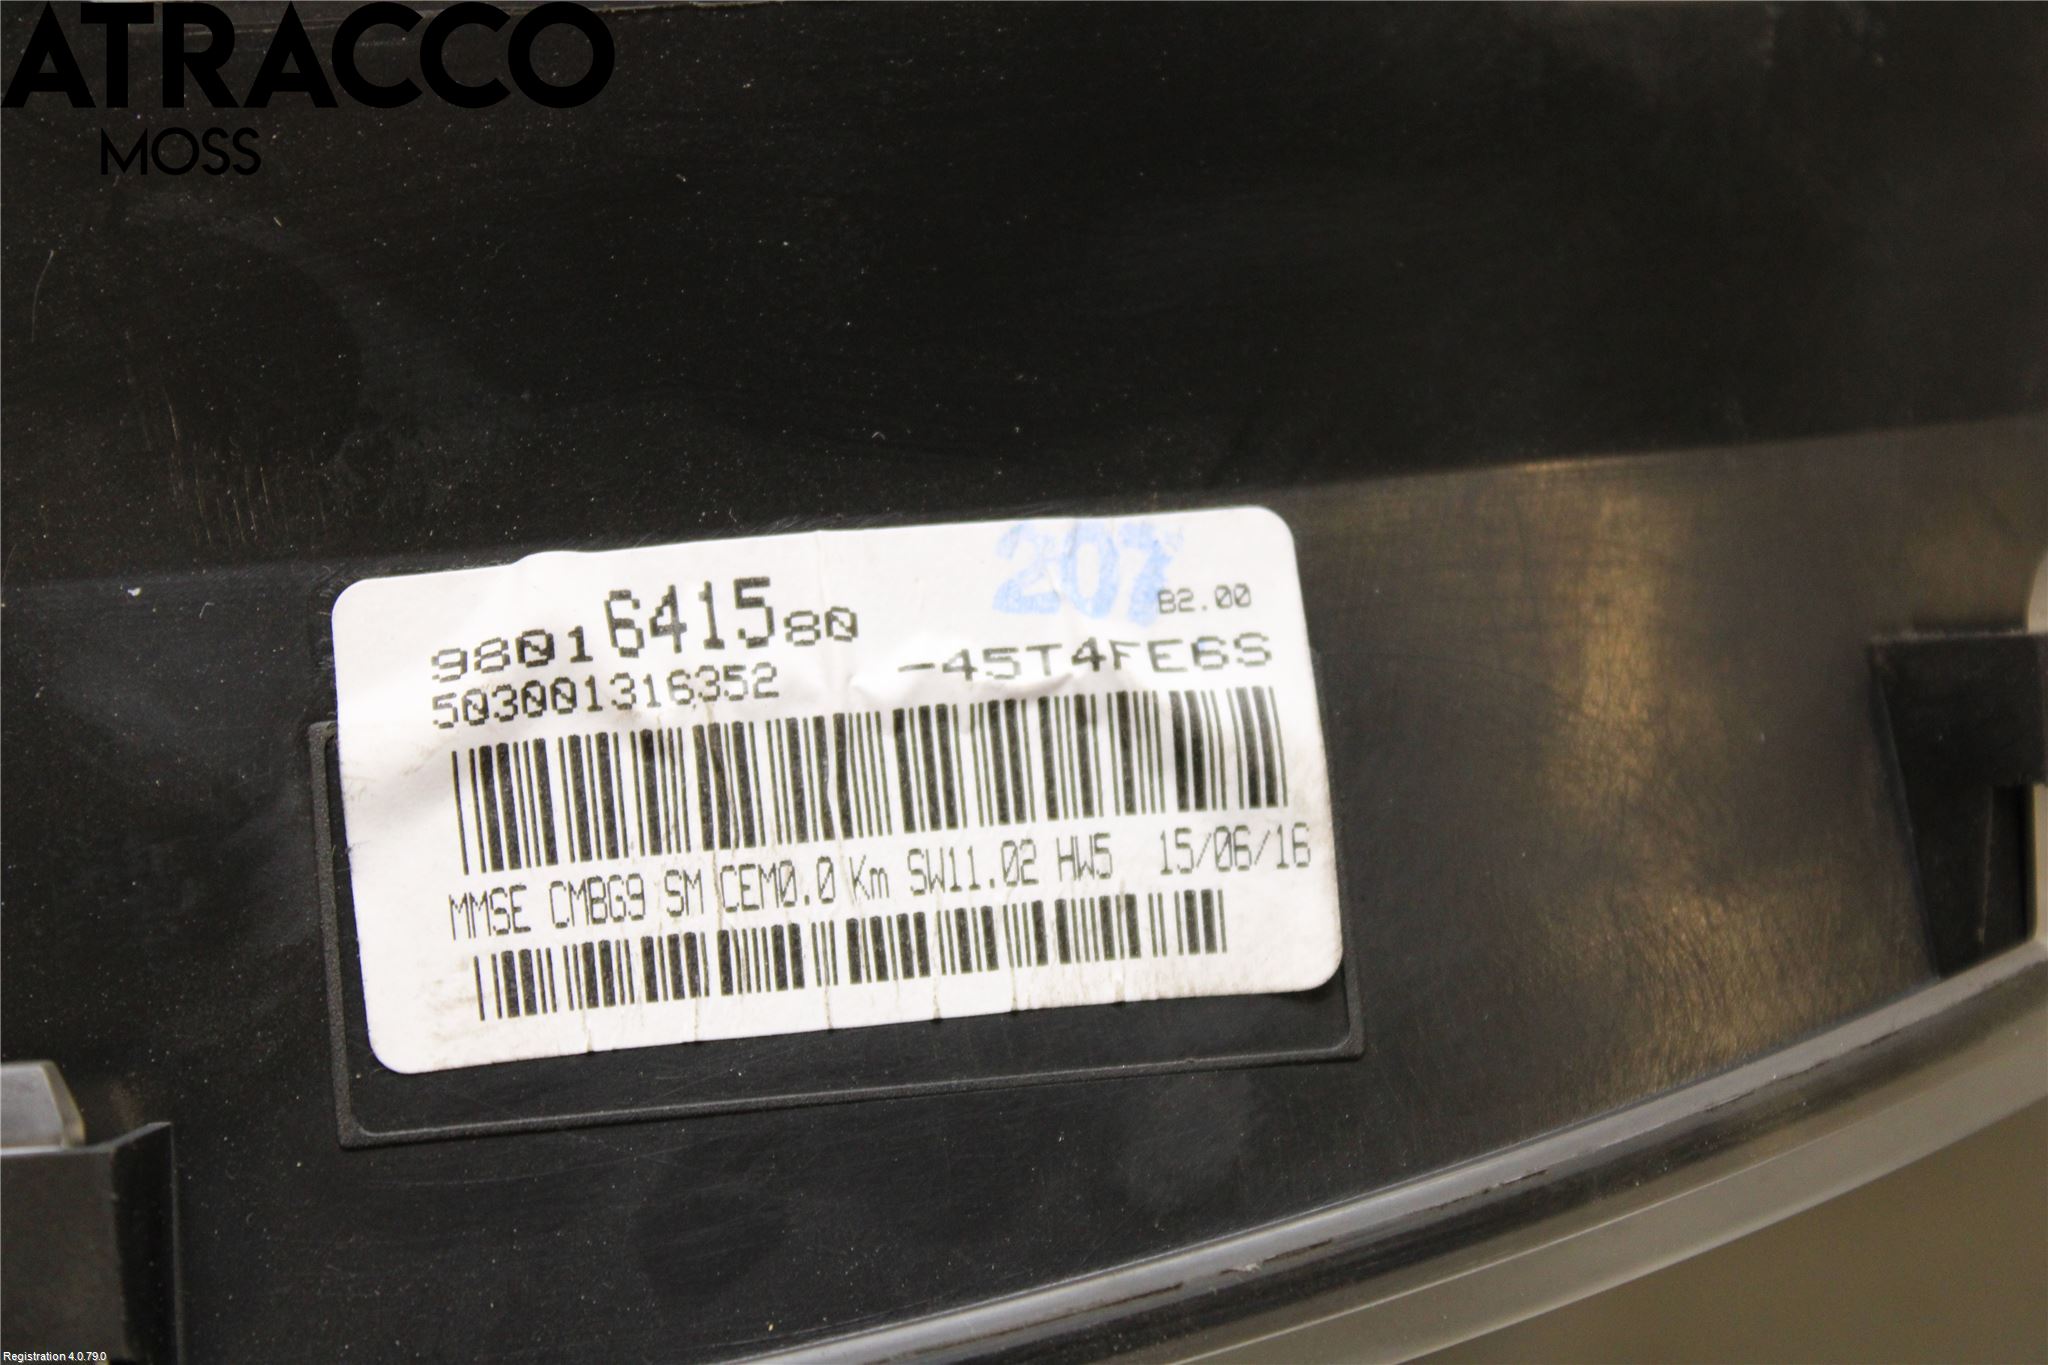 ATRACCO
MOSS
207
B2.00
9801641580
-45T4FE6S
503001316352
MMSE CMBG9 SM CEM0.0 Km SW11.02 HW5 15/06/16
Registration 4.0.79.0